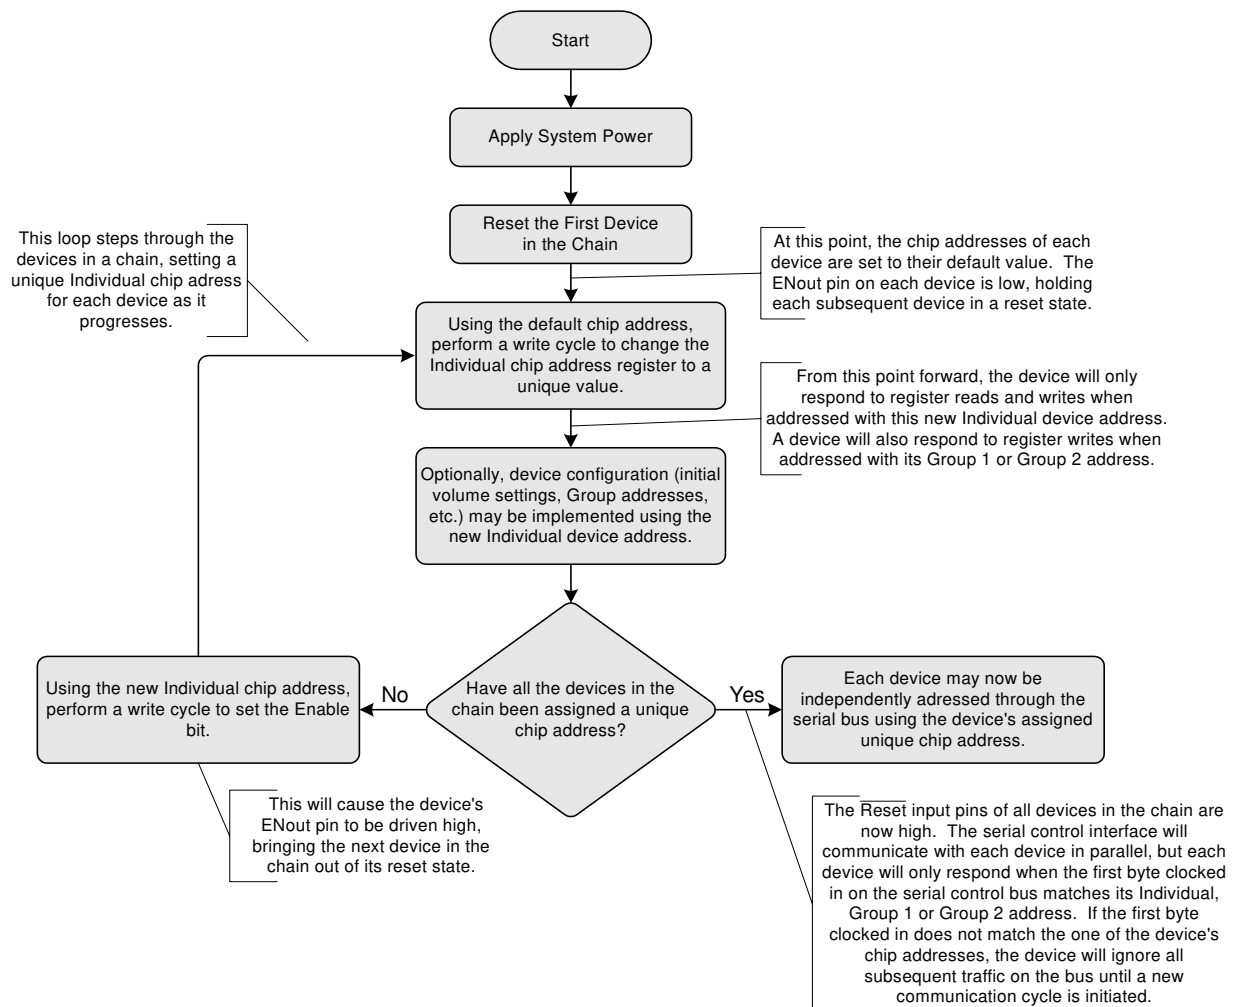 Start
Apply System Power
Reset the First Device
in the Chain
This loop steps through the
devices in a chain, setting a
unique Individual chip adress
for each device as it
progresses.
At this point, the chip addresses of each
device are set to their default value.  The
ENout pin on each device is low, holding
each subsequent device in a reset state.
Using the default chip address,
perform a write cycle to change the
Individual chip address register to a
unique value.
From this point forward, the device will only
respond to register reads and writes when
addressed with this new Individual device address.
A device will also respond to register writes when
addressed with its Group 1 or Group 2 address.
Optionally, device configuration (initial
volume settings, Group addresses,
etc.) may be implemented using the
new Individual device address.
Using the new Individual chip address,
perform a write cycle to set the Enable
bit.
No
Have all the devices in the
chain been assigned a unique
chip address?
Yes
Each device may now be
independently adressed through the
serial bus using the device's assigned
unique chip address.
This will cause the device's
ENout pin to be driven high,
bringing the next device in the
chain out of its reset state.
The Reset input pins of all devices in the chain are
now high.  The serial control interface will
communicate with each device in parallel, but each
device will only respond when the first byte clocked
in on the serial control bus matches its Individual,
Group 1 or Group 2 address.  If the first byte
clocked in does not match the one of the device's
chip addresses, the device will ignore all
subsequent traffic on the bus until a new
communication cycle is initiated.